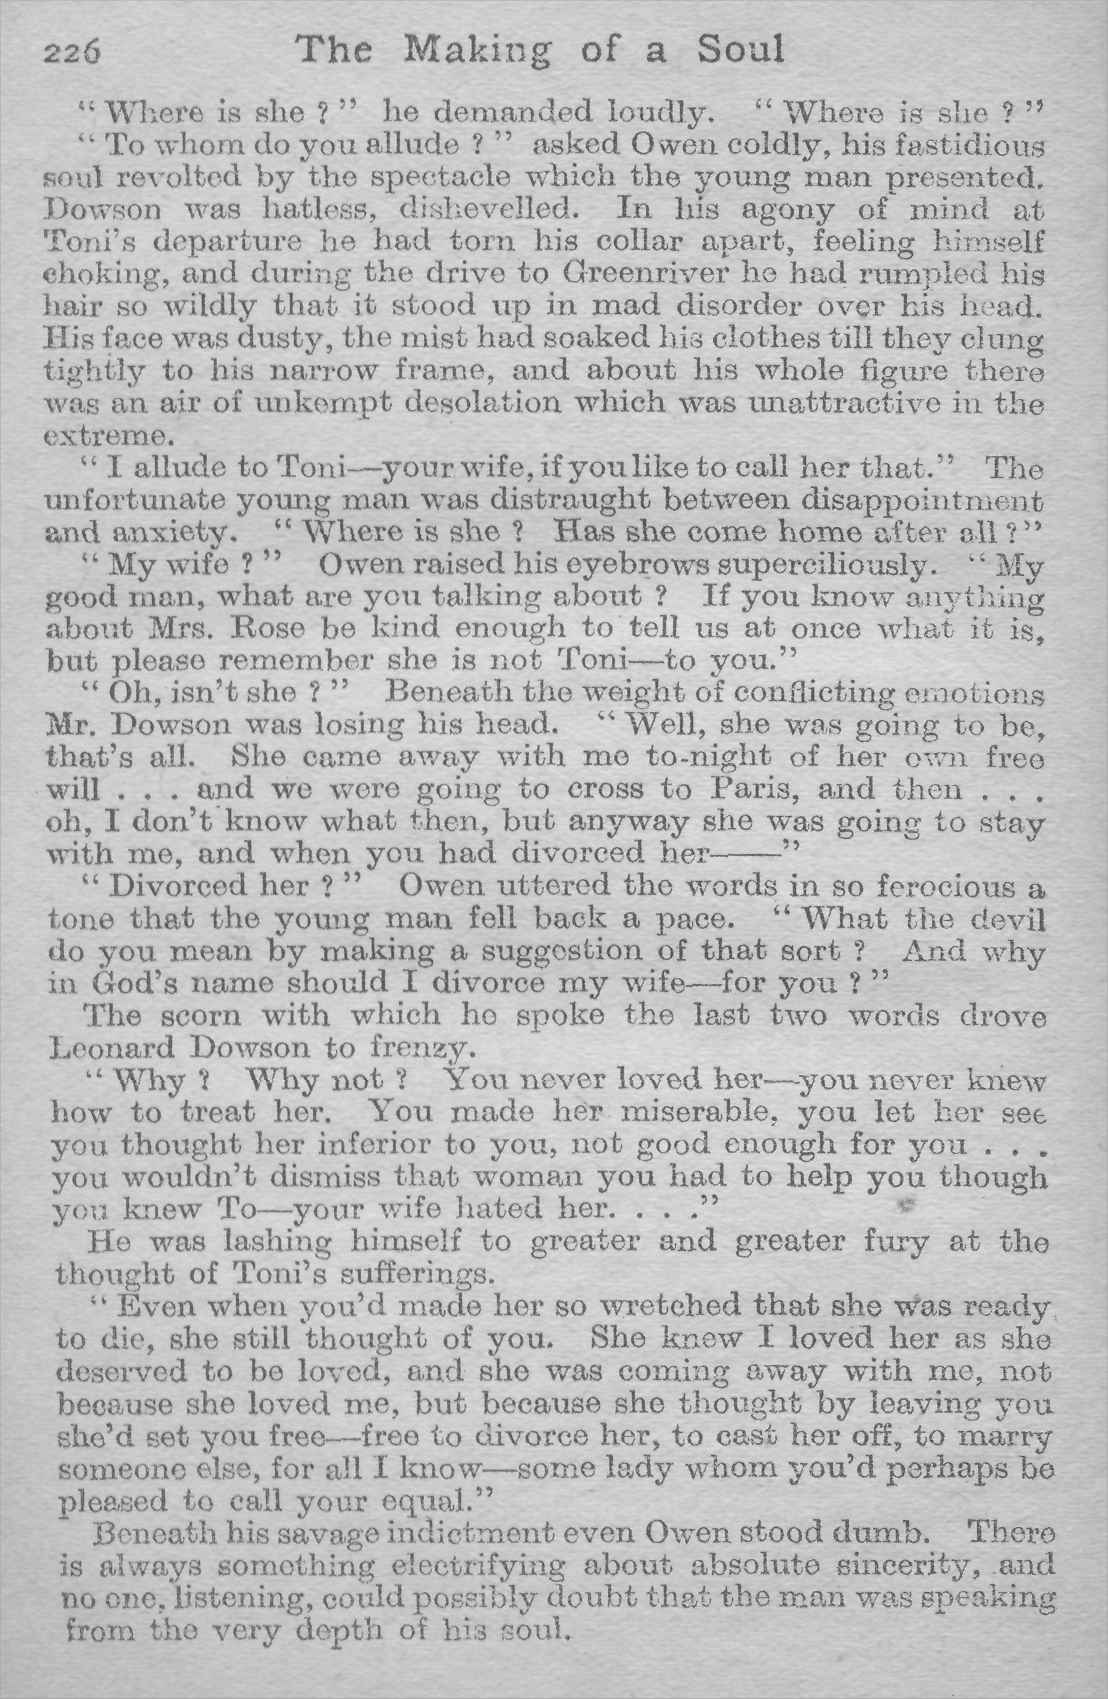 226 The Making of a Soul
“ Where is she ? ” he demanded loudly. “ Where is she ? ”
“ To whom do you allude ? ” asked Owen coldly, his fastidious
soul revolted by the spectacle which the young man presented.
Dowson was hatless, dishevelled. In his agony of mind at
Toni’s departure he had torn his collar apart, feeling himself
choking, and during the drive to Greenriver he had rumpled his
hair so wildly that it stood up in mad disorder over his head.
His face was dusty, the mist had soaked his clothes till they clung
tightly to his narrow frame, and about his whole figure there
was an air of unkempt desolation which was unattractive in the
extreme.
“ I allude to Toni—your wife, if you like to call her that.” The
unfortunate young man was distraught between disappointment
and anxiety. “ Where is she ? Has she come home after all ? ”
“ My wife ? ” Owen raised his eyebrows superciliously. “ My
good man, what are you talking about ? If you know anything
about Mrs. Rose be kind enough to tell us at once what it is,
but please remember she is not Toni—to you.”
“ Oh, isn’t she ? ” Beneath the weight of conflicting emotions
Mr. Dowson was losing his head. “ Well, she was going to be,
that’s all. She came away with me to-night of her own free
will . . . and we were going to cross to Paris, and then . . .
oh, I don’t know what then, but anyway she was going to stay
with me, and when you had divorced her——”
“ Divorced her ? ” Owen uttered the words in so ferocious a
tone that the young man fell back a pace. “ What the devil
do you mean by making a suggestion of that sort ? And why
in God’s name should I divorce my wife—for you ? ”
The scorn with which he spoke the last two words drove
Leonard Dowson to frenzy.
“ Why ? Why not ? You never loved her—you never knew
how to treat her. You made her miserable, you let her see
you thought her inferior to you, not good enough for you . . .
you wouldn’t dismiss that woman you had to help you though
you knew To—your wife hated her. . . .”
He was lashing himself to greater and greater fury at the
thought of Toni’s sufferings.
“ Even when you’d made her so wretched that she was ready
to die, she still thought of you. She knew I loved her as she
deserved to be loved, and she was coming away with me, not
because she loved me, but because she thought by leaving you
she’d set you free—free to divorce her, to cast her off, to marry
someone else, for all I know—some lady whom you’d perhaps be
pleased to call your equal.”
Beneath his savage indictment even Owen stood dumb. There
is always something electrifying about absolute sincerity, and
no one, listening, could possibly doubt that the man was speaking
from the very depth of his soul.